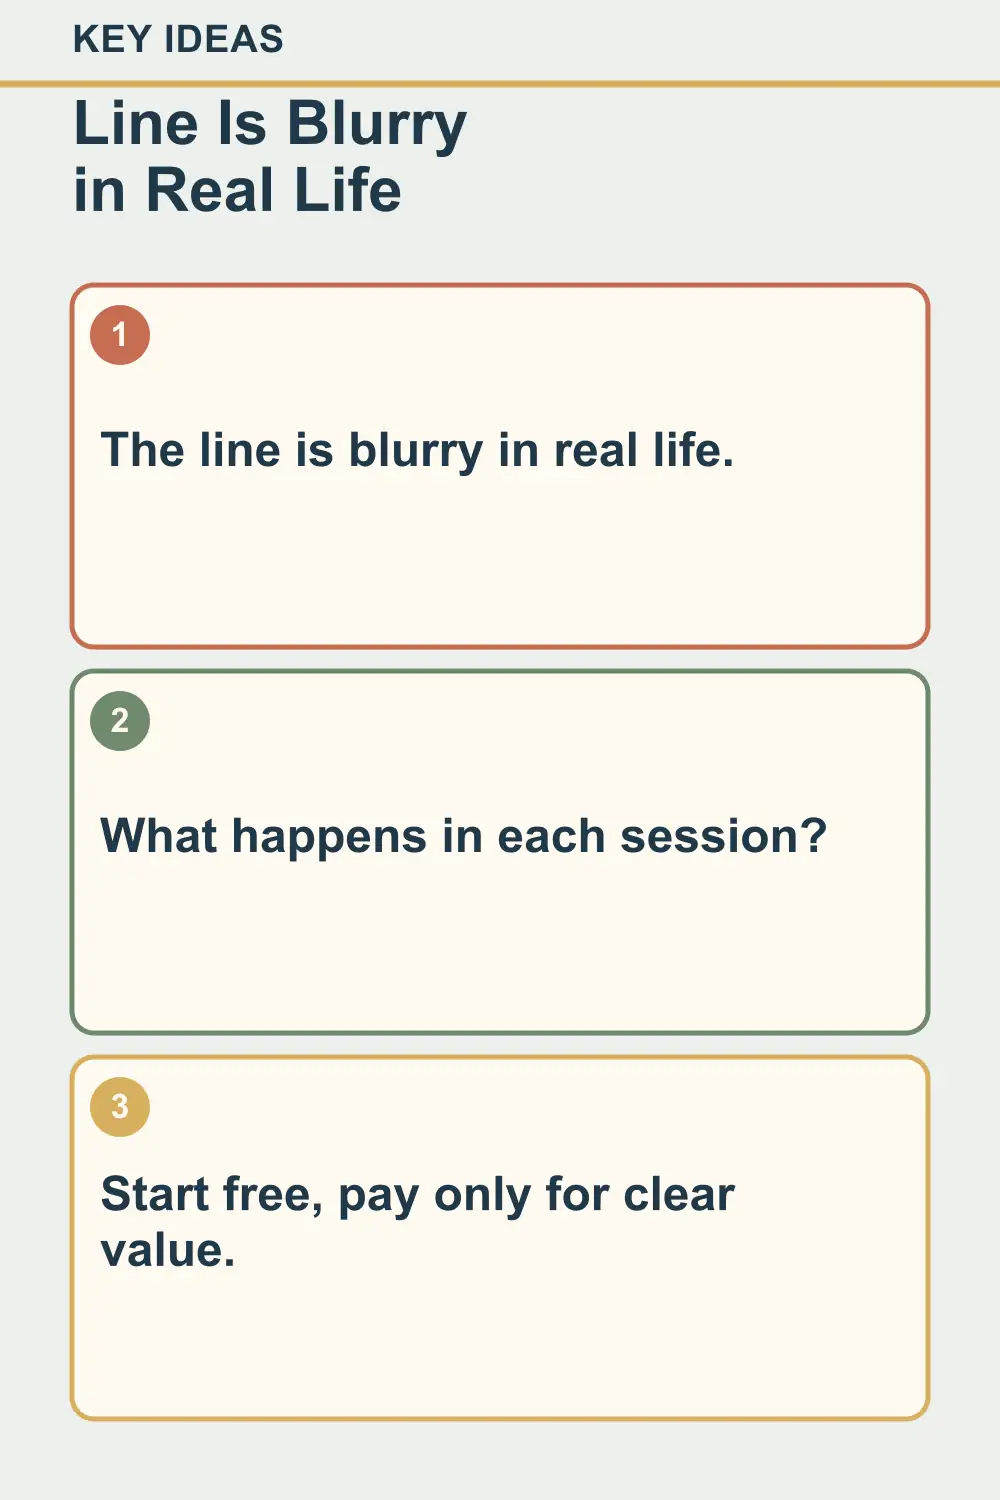 KEY IDEAS
Line Is Blurry
in Real Life
1
The line is blurry in real life.
2
What happens in each session?
3
Start free, pay only for clear
value.